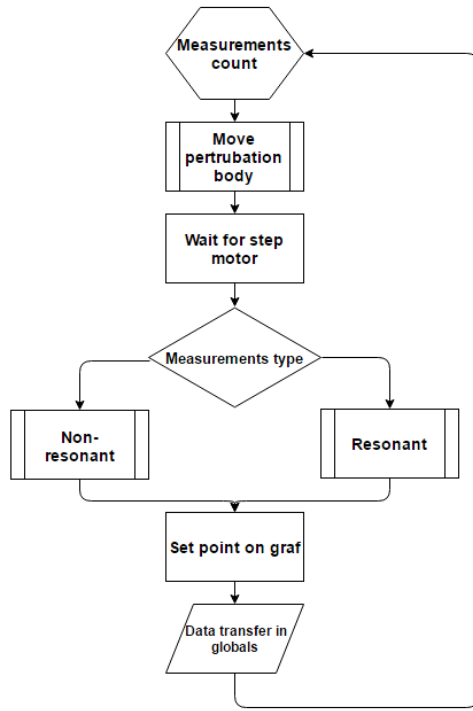 Measurements
count
Move
pertrubation
body
Wait for step
motor
Measurements type
Non-
resonant
Resonant
Set point on graf
Data transfer in
globals